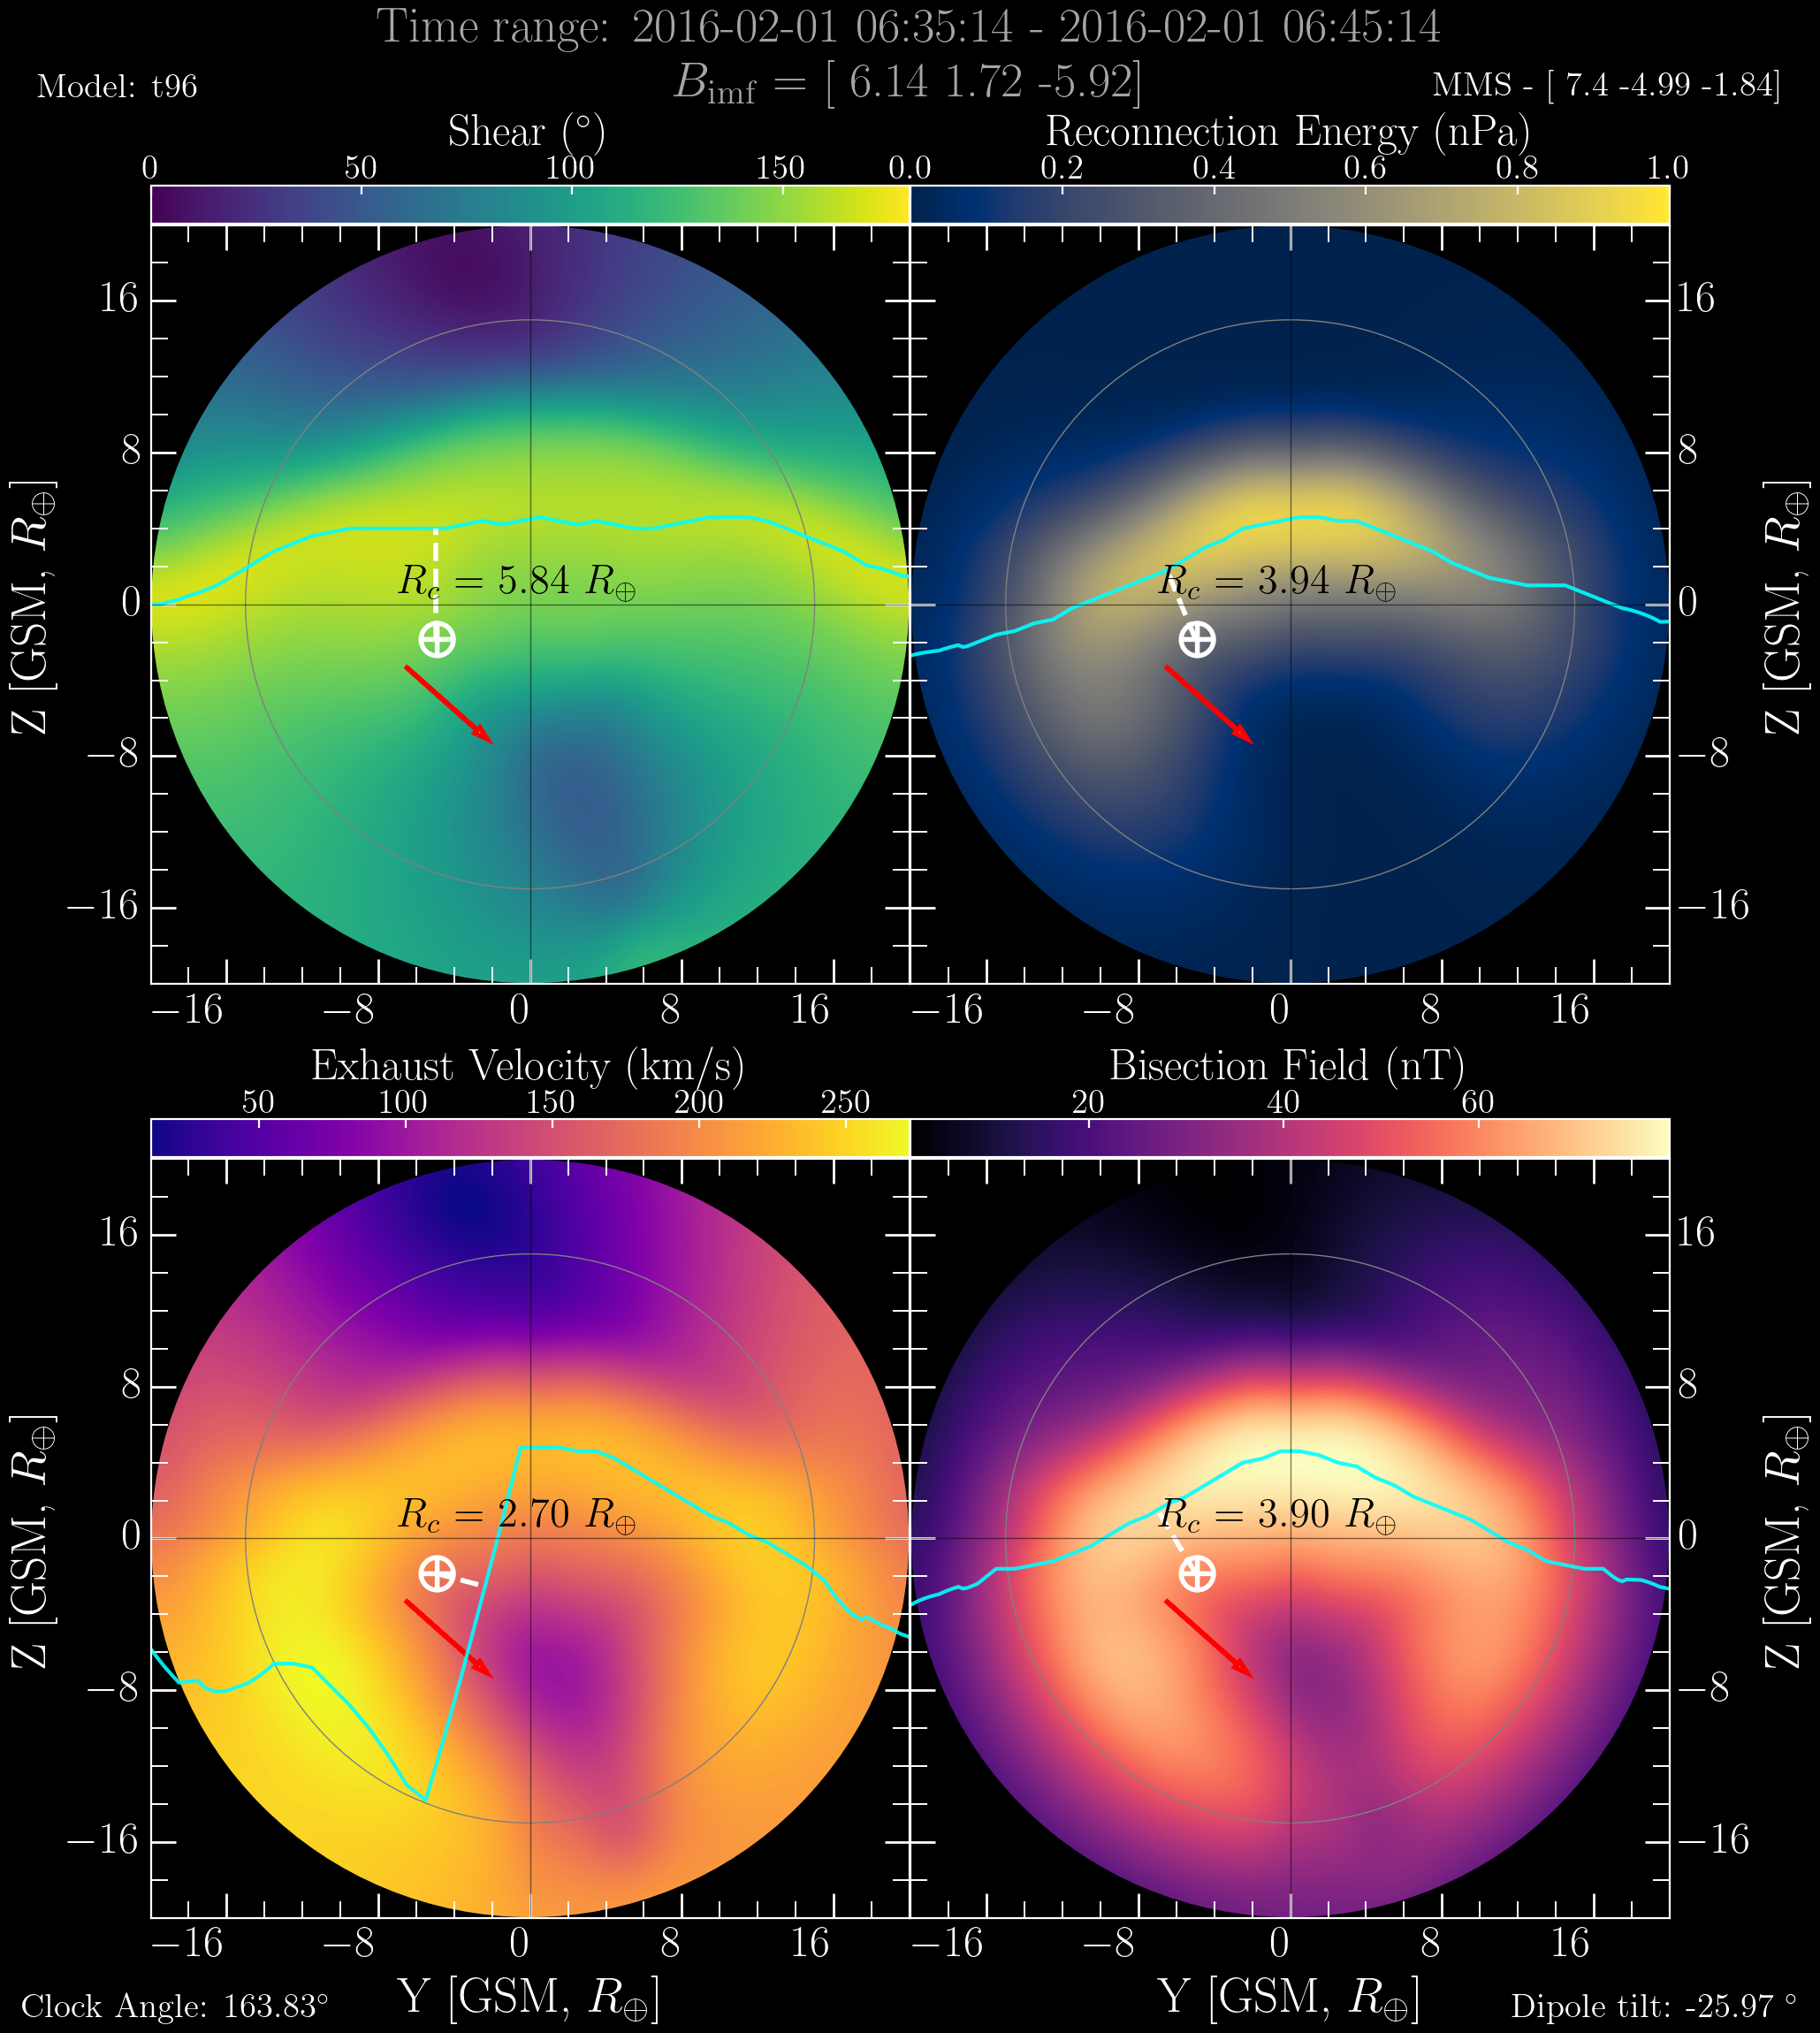 Time range: 2016-02-01 06:35:14 - 2016-02-01 06:45:14
Model: t96
B_imf = [ 6.14 1.72 -5.92]
MMS - [ 7.4 -4.99 -1.84]
Shear (°)
Reconnection Energy (nPa)
0 50 100 150
0.0 0.2 0.4 0.6 0.8 1.0
16 8 0 −8 −16
Z [GSM, R⊕]
R_c = 5.84 R⊕
R_c = 3.94 R⊕
16 8 0 −8 −16
Z [GSM, R⊕]
−16 −8 0 8 16
−16 −8 0 8 16
Exhaust Velocity (km/s)
Bisection Field (nT)
50 100 150 200 250
20 40 60
16 8 0 −8 −16
Z [GSM, R⊕]
R_c = 2.70 R⊕
R_c = 3.90 R⊕
16 8 0 −8 −16
Z [GSM, R⊕]
−16 −8 0 8 16
−16 −8 0 8 16
Y [GSM, R⊕]
Y [GSM, R⊕]
Clock Angle: 163.83°
Dipole tilt: -25.97 °